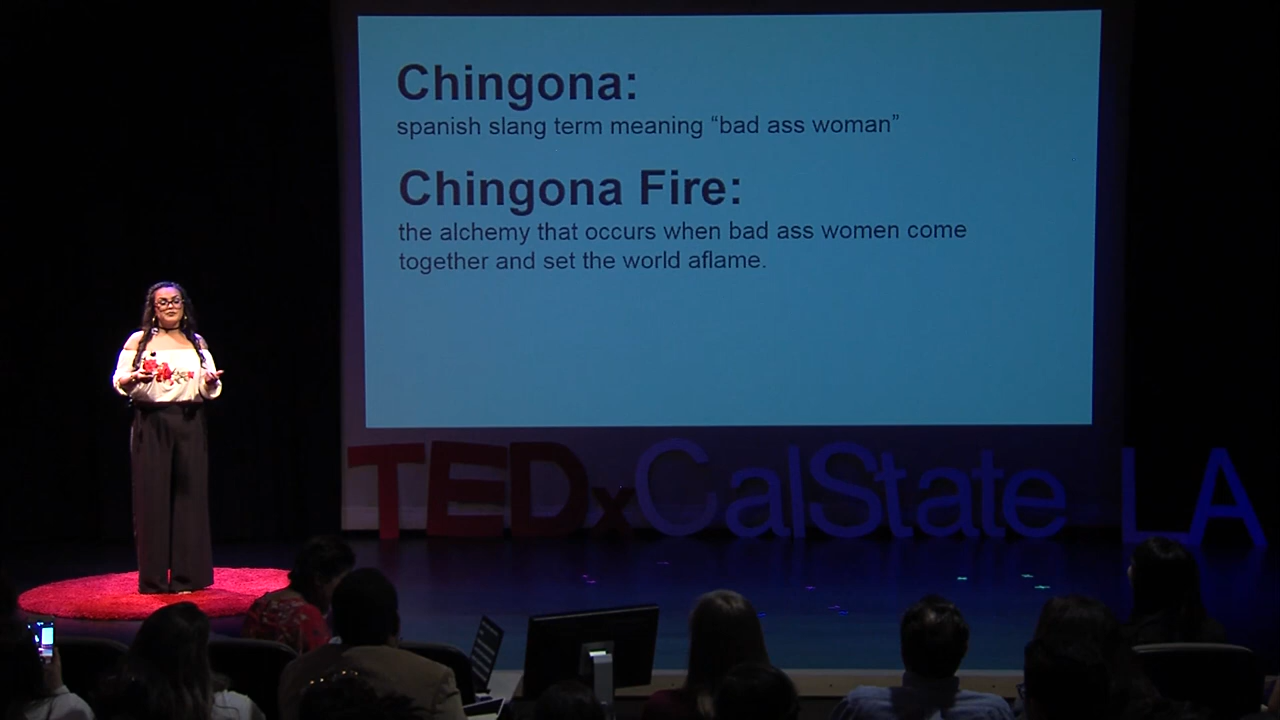 Chingona:
spanish slang term meaning “bad ass woman”
Chingona Fire:
the alchemy that occurs when bad ass women come
together and set the world aflame.
TEDxCalState LA